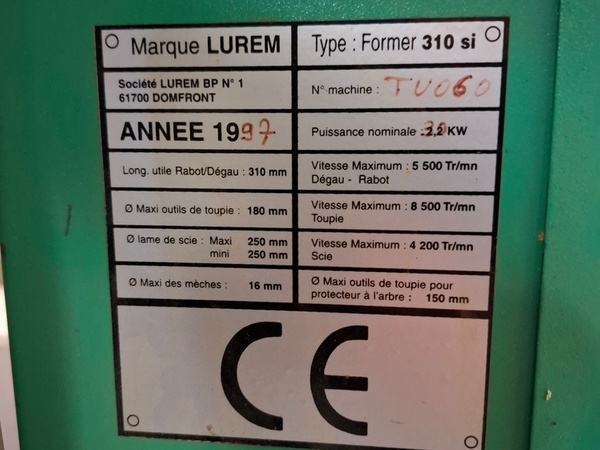 Marque LUREM
Type : Former 310 si
Société LUREM BP N° 1
61700 DOMFRONT
N° machine : TU060
ANNEE 1997
Puissance nominale : 2,2 KW
Long. utile Rabot/Dégau : 310 mm
Vitesse Maximum : 5 500 Tr/mn
Dégau - Rabot
Ø Maxi outils de toupie : 180 mm
Vitesse Maximum : 8 500 Tr/mn
Toupie
Ø lame de scie : Maxi 250 mm
mini 250 mm
Vitesse Maximum : 4 200 Tr/mn
Scie
Ø Maxi des mèches : 16 mm
Ø Maxi outils de toupie pour
protecteur à l'arbre : 150 mm
CE